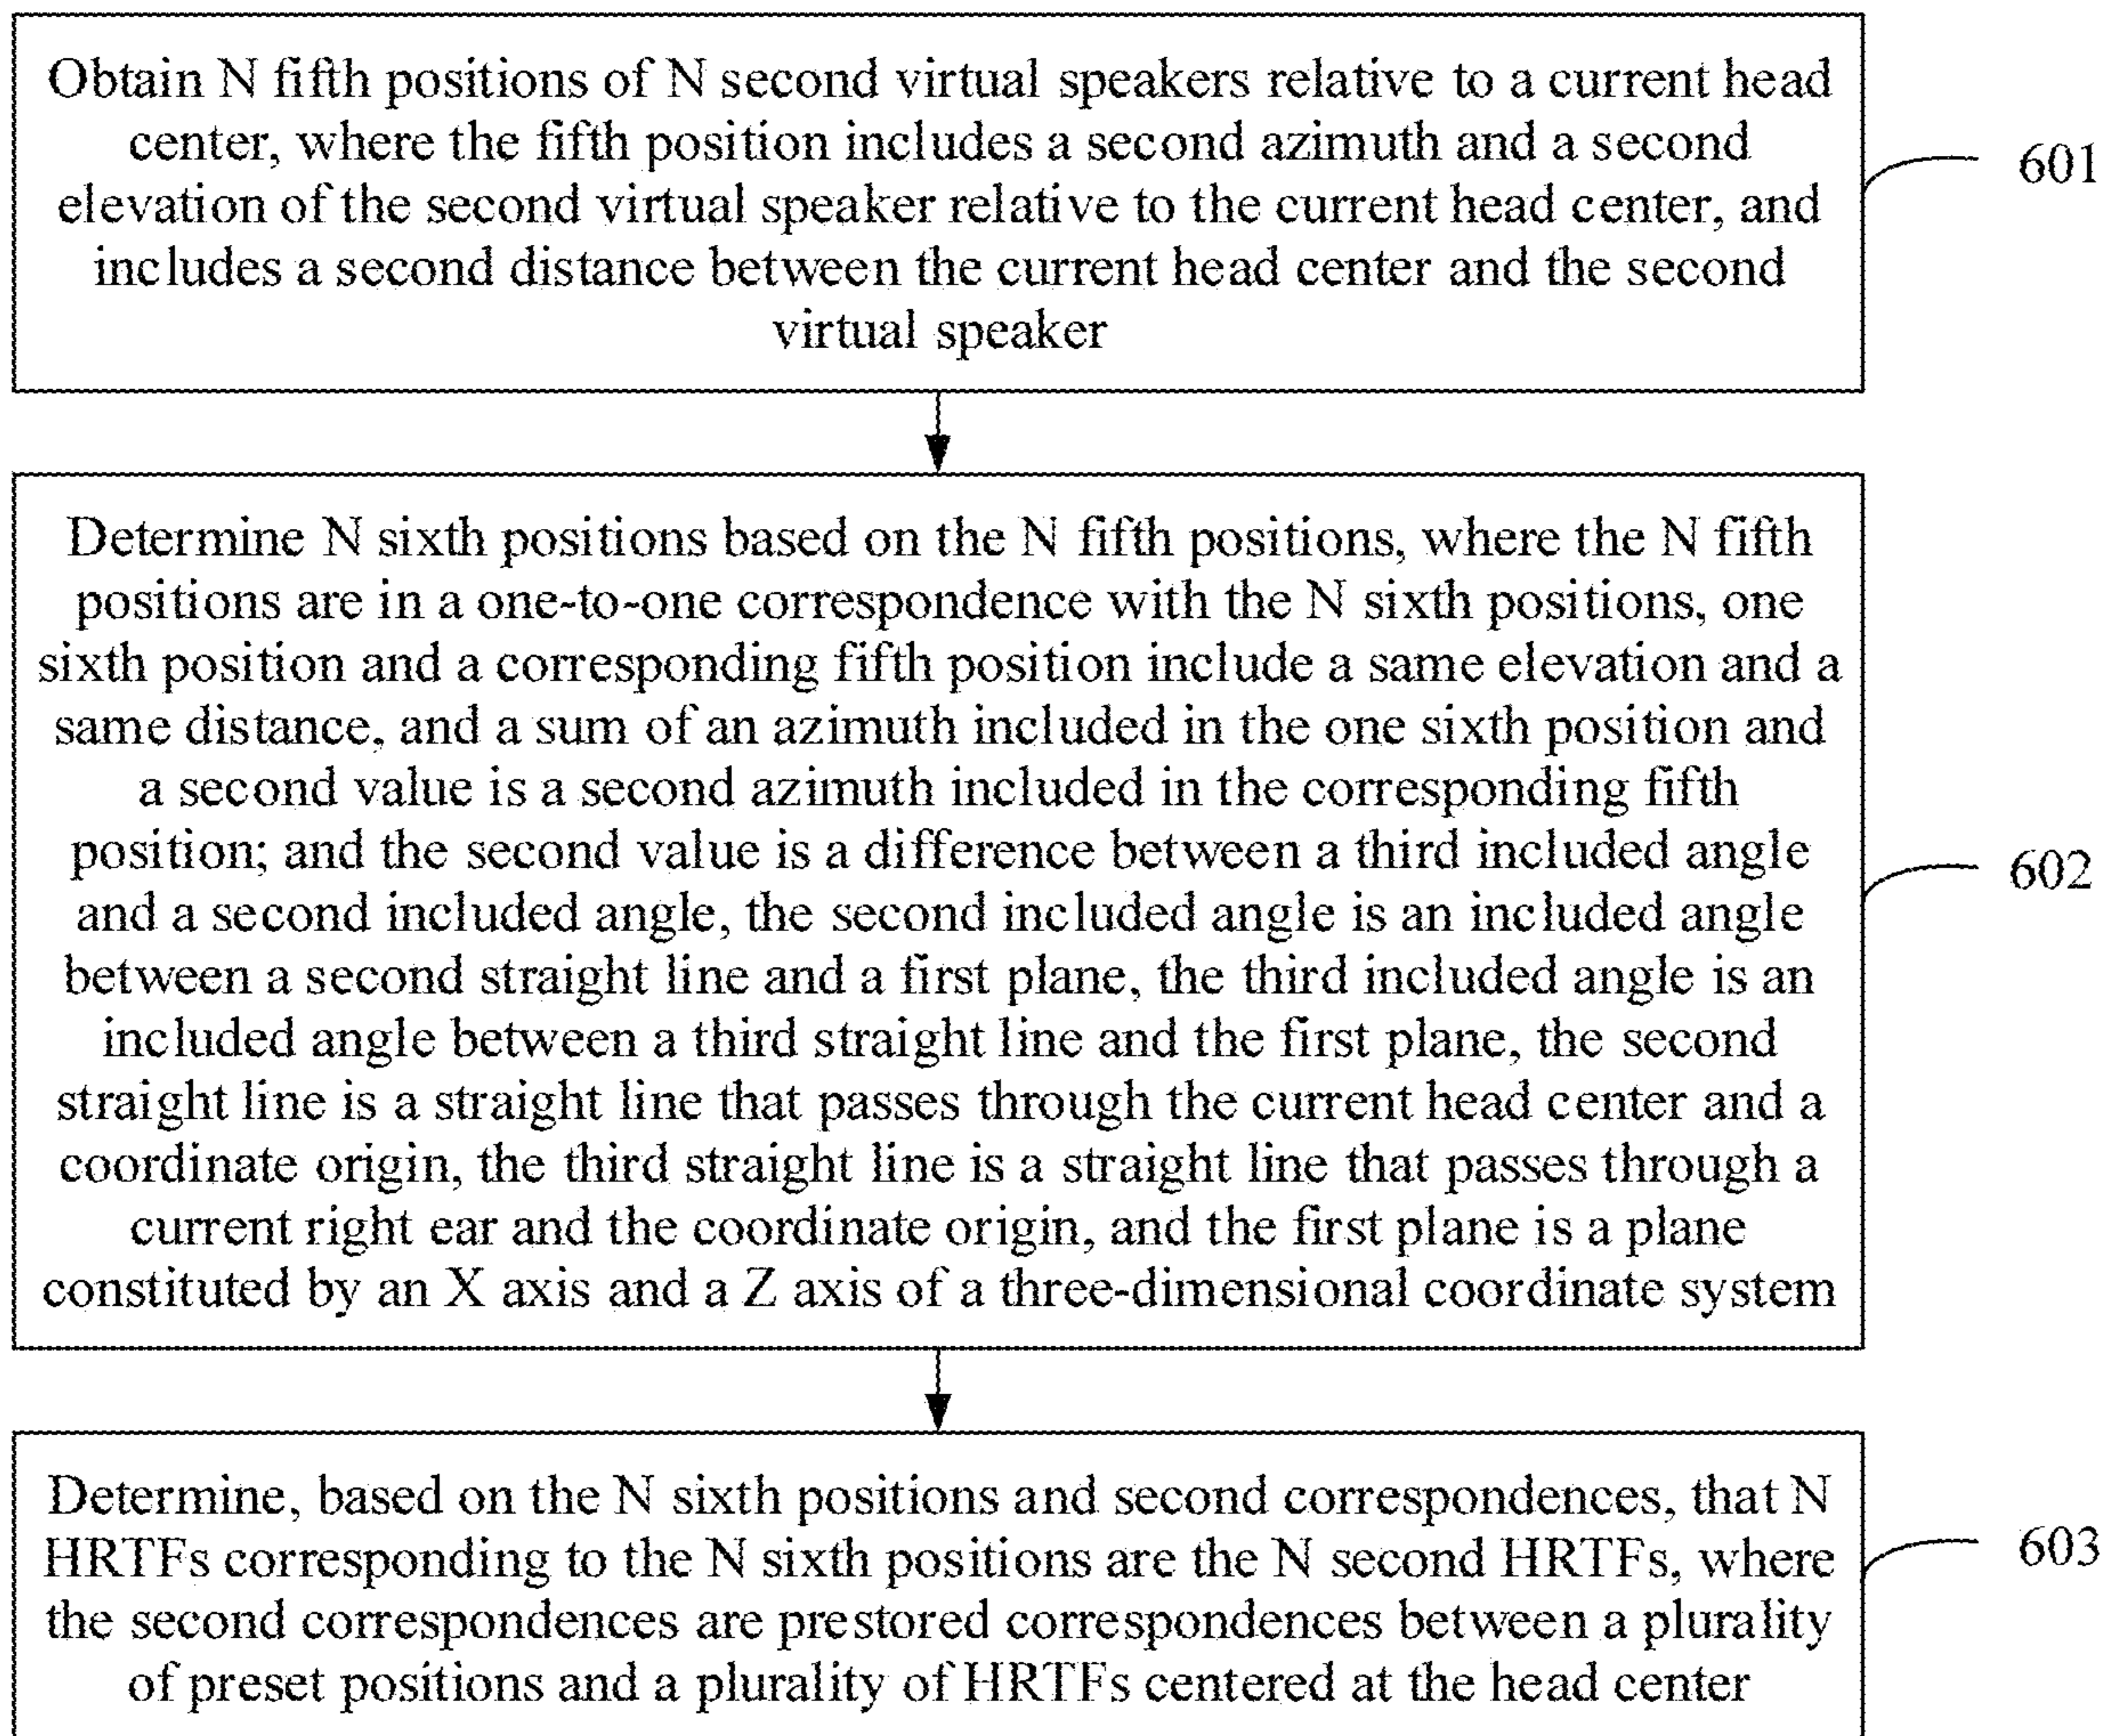 Obtain N fifth positions of N second virtual speakers relative to a current head
center, where the fifth position includes a second azimuth and a second
elevation of the second virtual speaker relative to the current head center, and
includes a second distance between the current head center and the second
virtual speaker
601
Determine N sixth positions based on the N fifth positions, where the N fifth
positions are in a one-to-one correspondence with the N sixth positions, one
sixth position and a corresponding fifth position include a same elevation and a
same distance, and a sum of an azimuth included in the one sixth position and
a second value is a second azimuth included in the corresponding fifth
position; and the second value is a difference between a third included angle
and a second included angle, the second included angle is an included angle
between a second straight line and a first plane, the third included angle is an
included angle between a third straight line and the first plane, the second
straight line is a straight line that passes through the current head center and a
coordinate origin, the third straight line is a straight line that passes through a
current right ear and the coordinate origin, and the first plane is a plane
constituted by an X axis and a Z axis of a three-dimensional coordinate system
602
Determine, based on the N sixth positions and second correspondences, that N
HRTFs corresponding to the N sixth positions are the N second HRTFs, where
the second correspondences are prestored correspondences between a plurality
of preset positions and a plurality of HRTFs centered at the head center
603